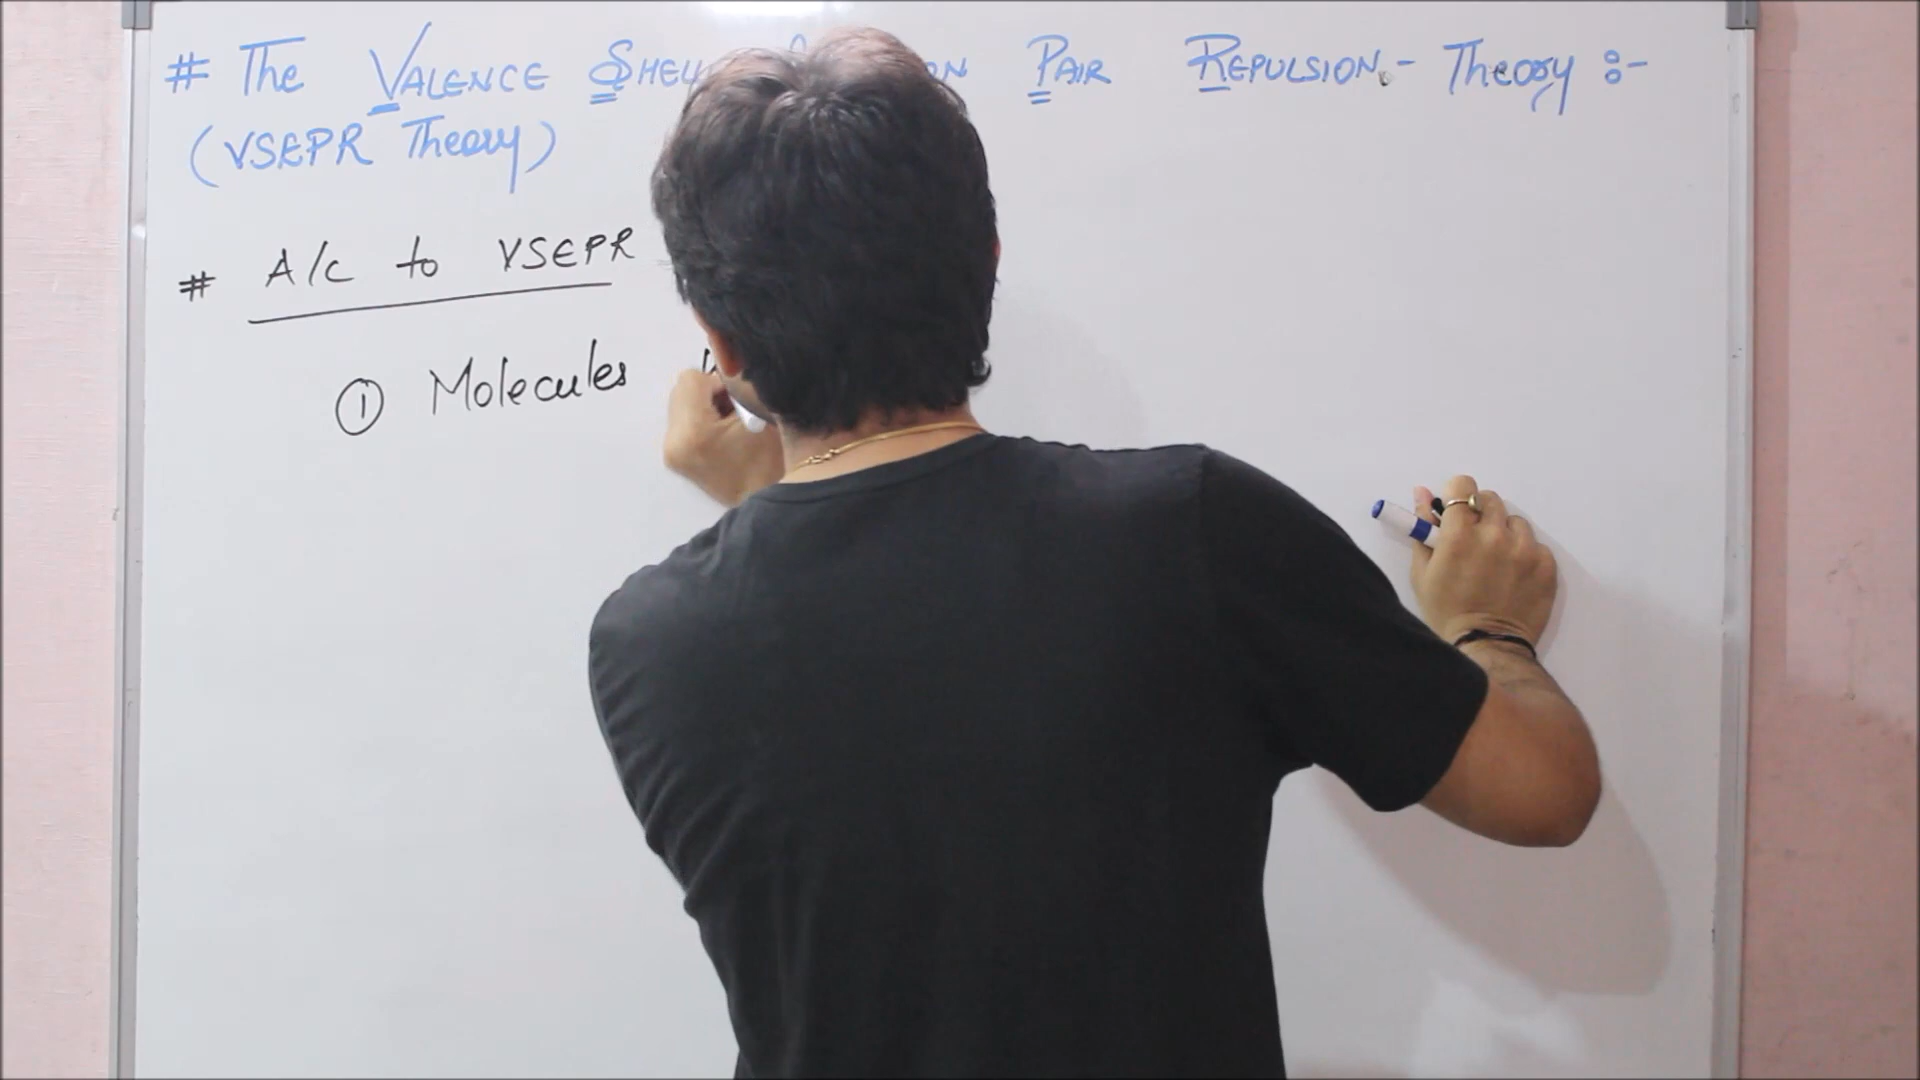 # The VALENCE SHELL PAIR REPULSION - Theory :-
(VSEPR Theory)
# A/c to VSEPR
① Molecules